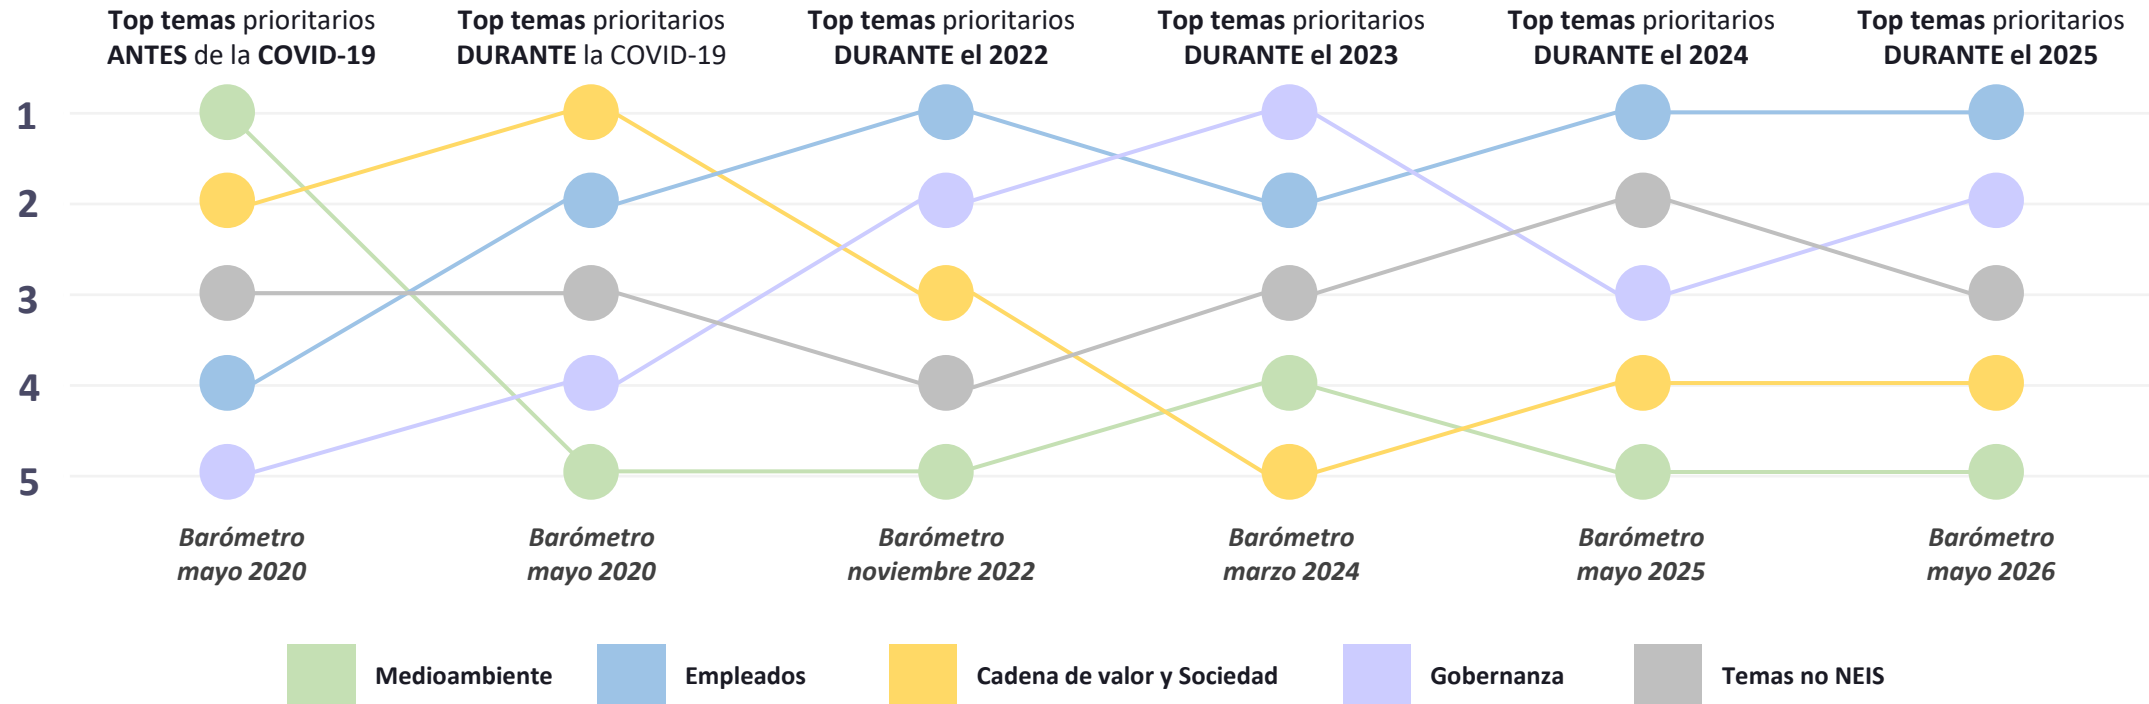 Top temas prioritarios
ANTES de la COVID-19
Top temas prioritarios
DURANTE la COVID-19
Top temas prioritarios
DURANTE el 2022
Top temas prioritarios
DURANTE el 2023
Top temas prioritarios
DURANTE el 2024
Top temas prioritarios
DURANTE el 2025
1
2
3
4
5
Barómetro
mayo 2020
Barómetro
mayo 2020
Barómetro
noviembre 2022
Barómetro
marzo 2024
Barómetro
mayo 2025
Barómetro
mayo 2026
Medioambiente
Empleados
Cadena de valor y Sociedad
Gobernanza
Temas no NEIS